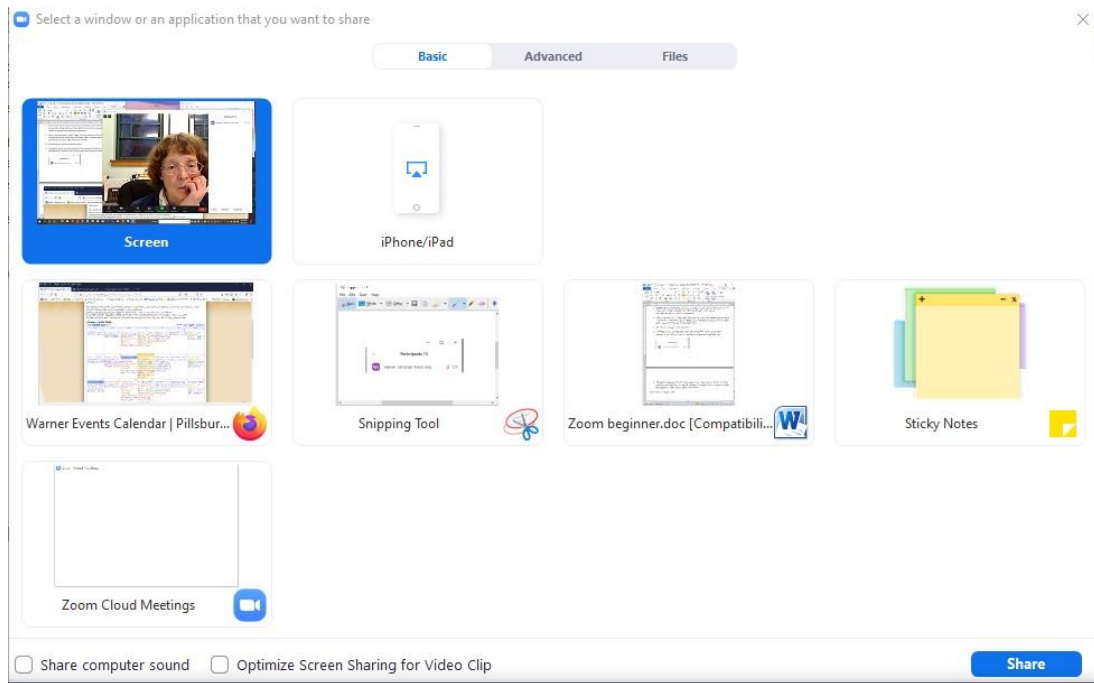 Select a window or an application that you want to share
Basic Advanced Files
Screen
iPhone/iPad
Warner Events Calendar | Pillsbur...
Snipping Tool
Zoom beginner.doc [Compatibili...
Sticky Notes
Zoom Cloud Meetings
Share computer sound
Optimize Screen Sharing for Video Clip
Share